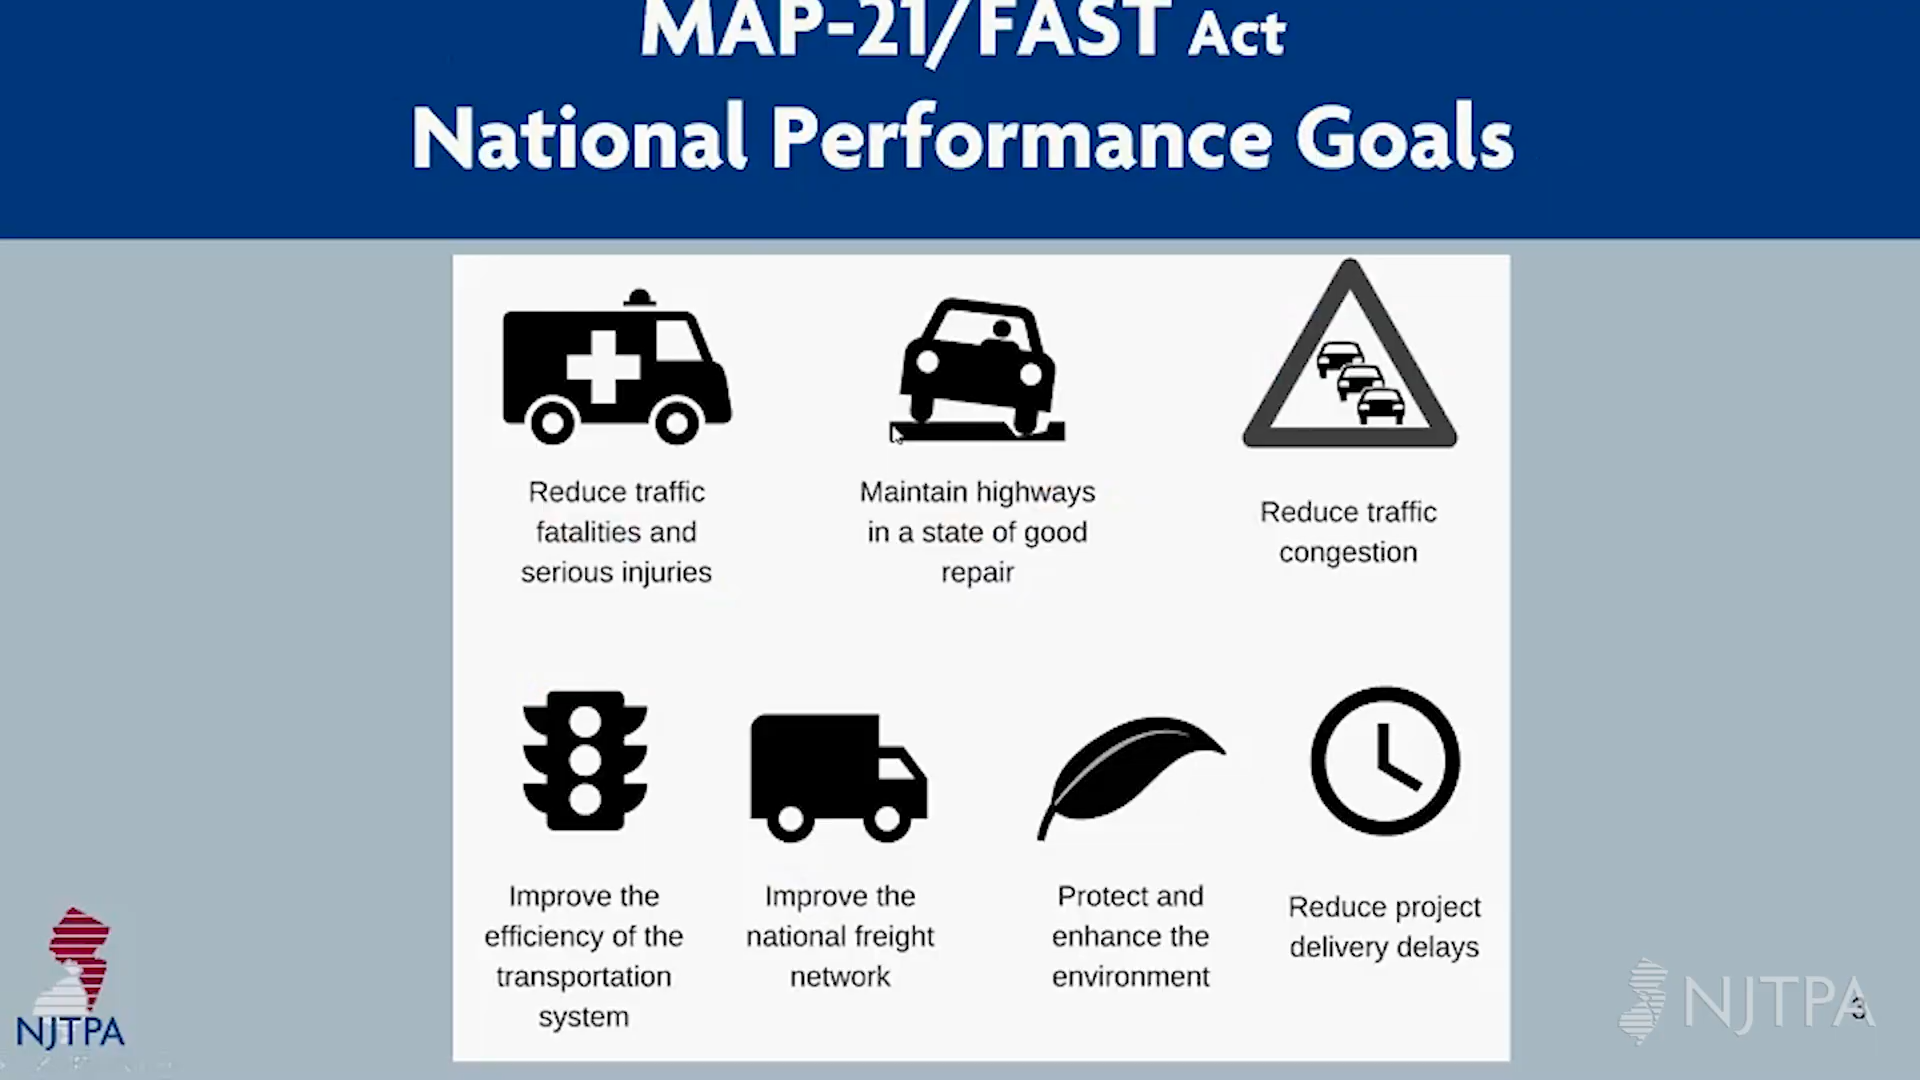 MAP-21/FAST Act
National Performance Goals
Reduce traffic
fatalities and
serious injuries
Maintain highways
in a state of good
repair
Reduce traffic
congestion
Improve the
efficiency of the
transportation
system
Improve the
national freight
network
Protect and
enhance the
environment
Reduce project
delivery delays
NJTPA
NJTPA
3